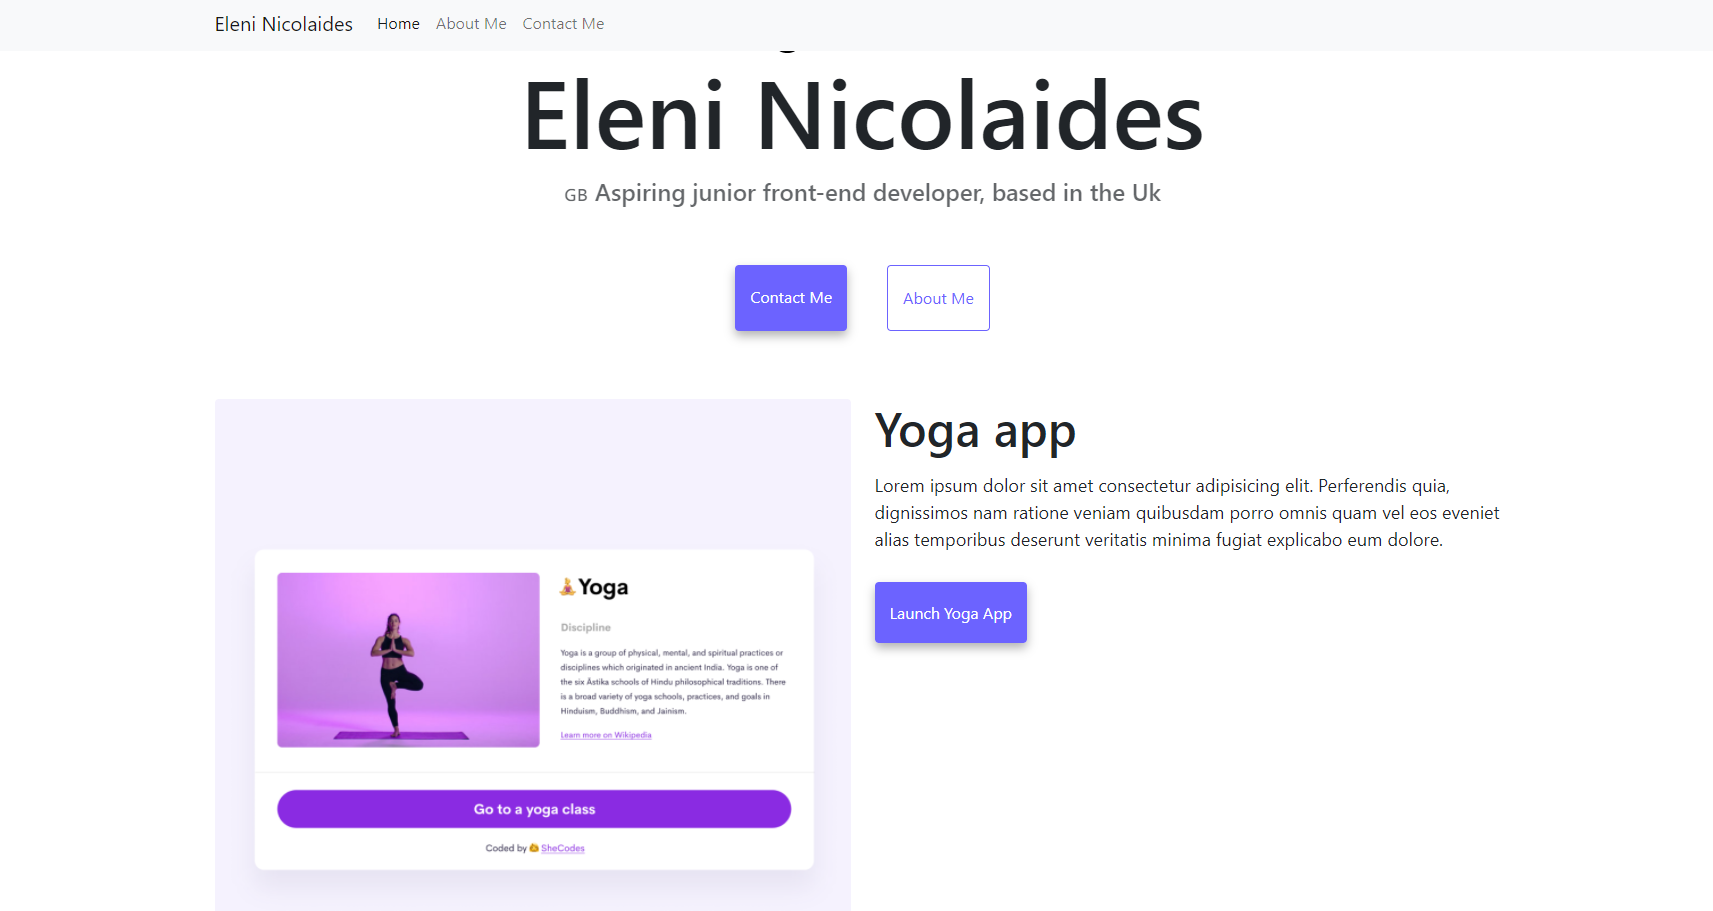 Eleni Nicolaides Home About Me Contact Me
Eleni Nicolaides
GB Aspiring junior front-end developer, based in the Uk
Contact Me About Me
Yoga app
Lorem ipsum dolor sit amet consectetur adipisicing elit. Perferendis quia,
dignissimos nam ratione veniam quibusdam porro omnis quam vel eos eveniet
alias temporibus deserunt veritatis minima fugiat explicabo eum dolore.
Launch Yoga App
Yoga
Discipline
Yoga is a group of physical, mental, and spiritual practices or
disciplines which originated in ancient India. Yoga is one of
the six Āstika schools of Hindu philosophical traditions. There
is a broad variety of yoga schools, practices, and goals in
Hinduism, Buddhism, and Jainism.
Learn more on Wikipedia
Go to a yoga class
Coded by SheCodes